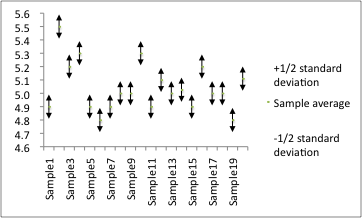 5.6
5.5
5.4
5.3
5.2
5.1
5.0
4.9
4.8
4.7
4.6
Sample1
Sample3
Sample5
Sample7
Sample9
Sample11
Sample13
Sample15
Sample17
Sample19
+1/2 standard
deviation
Sample average
-1/2 standard
deviation